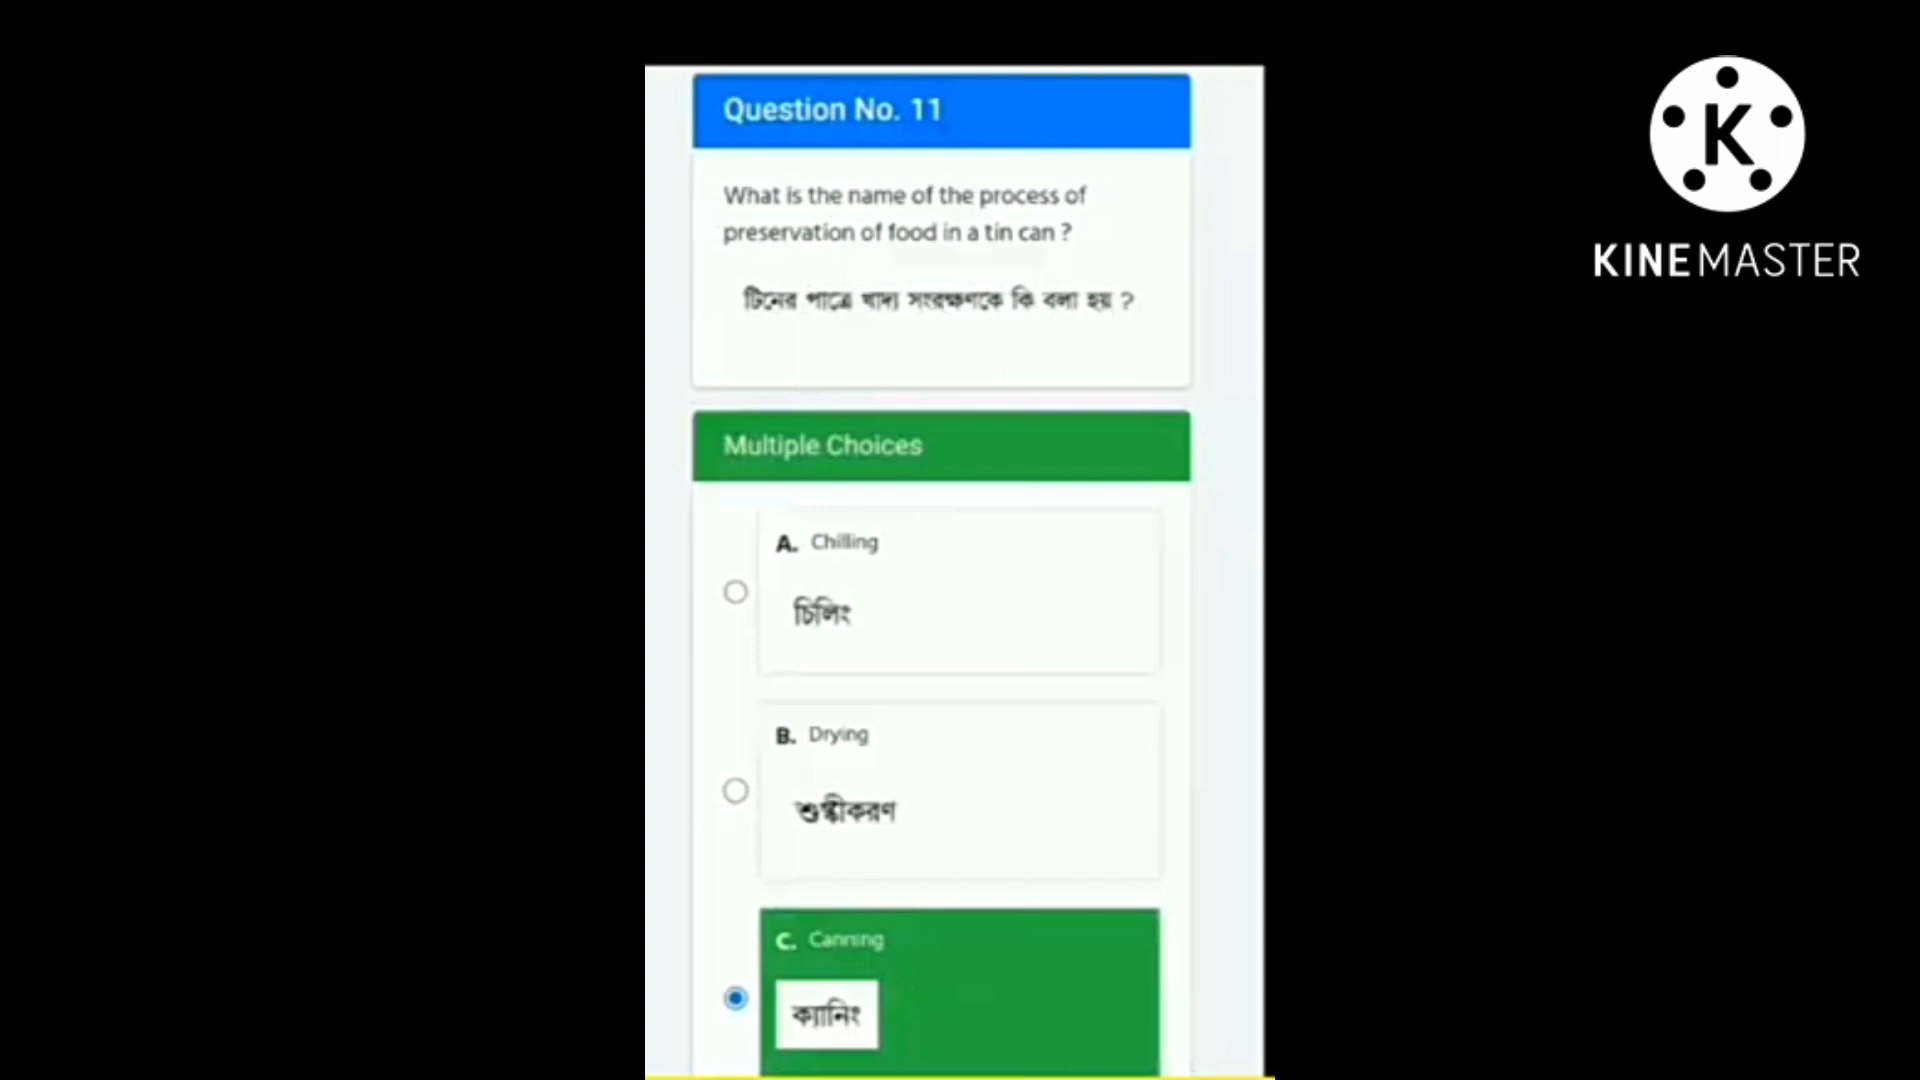 Question No. 11
What is the name of the process of
preservation of food in a tin can ?
টিনের পাত্রে খাদ্য সংরক্ষণকে কি বলা হয় ?
Multiple Choices
A. Chilling
চিলিং
B. Drying
শুষ্কীকরণ
C. Canning
ক্যানিং
K
KINEMASTER